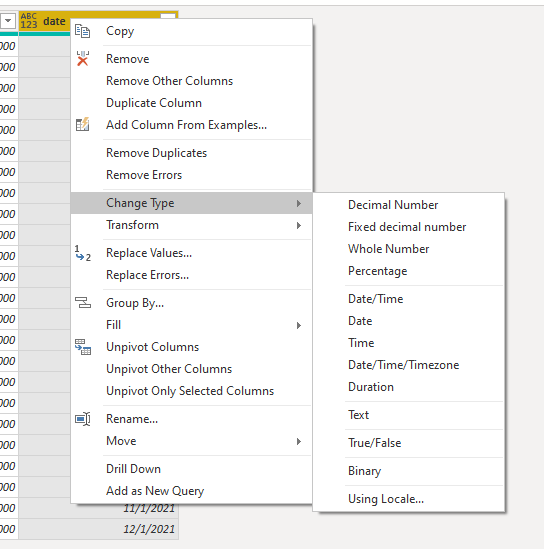 ABC
123 date
Copy
000
Remove
000
Remove Other Columns
000
Duplicate Column
000
Add Column From Examples...
000
Remove Duplicates
000
Remove Errors
000
Change Type
Decimal Number
000
Transform
Fixed decimal number
000
Replace Values...
Whole Number
000
Replace Errors...
Percentage
000
Group By...
Date/Time
000
Fill
Date
000
Unpivot Columns
Time
000
Unpivot Other Columns
Date/Time/Timezone
000
Unpivot Only Selected Columns
Duration
000
Rename...
Text
000
Move
True/False
000
Drill Down
Binary
000
Add as New Query
Using Locale...
000
11/1/2021
000
12/1/2021